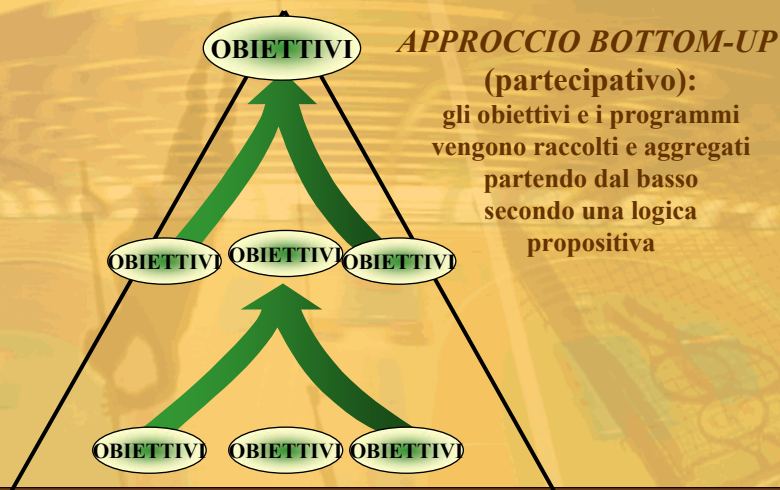 OBIETTIVI
APPROCCIO BOTTOM-UP
(partecipativo):
gli obiettivi e i programmi
vengono raccolti e aggregati
partendo dal basso
secondo una logica
propositiva
OBIETTIVI OBIETTIVI OBIETTIVI
OBIETTIVI OBIETTIVI OBIETTIVI